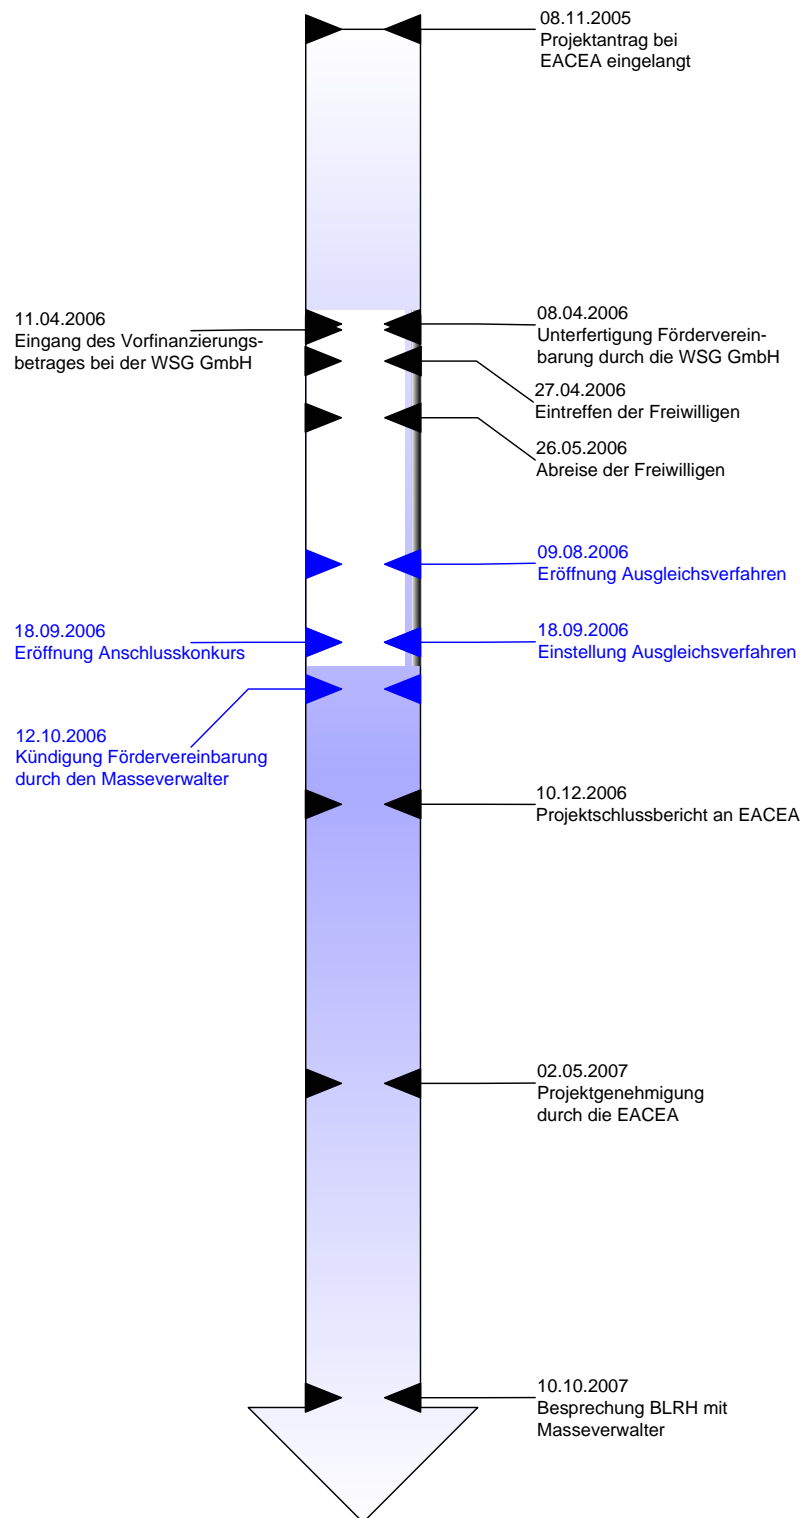 08.11.2005
Projektantrag bei
EACEA eingelangt
11.04.2006
Eingang des Vorfinanzierungs-
betrages bei der WSG GmbH
08.04.2006
Unterfertigung Förderverein-
barung durch die WSG GmbH
27.04.2006
Eintreffen der Freiwilligen
26.05.2006
Abreise der Freiwilligen
09.08.2006
Eröffnung Ausgleichsverfahren
18.09.2006
Eröffnung Anschlusskonkurs
18.09.2006
Einstellung Ausgleichsverfahren
12.10.2006
Kündigung Fördervereinbarung
durch den Masseverwalter
10.12.2006
Projektschlussbericht an EACEA
02.05.2007
Projektgenehmigung
durch die EACEA
10.10.2007
Besprechung BLRH mit
Masseverwalter